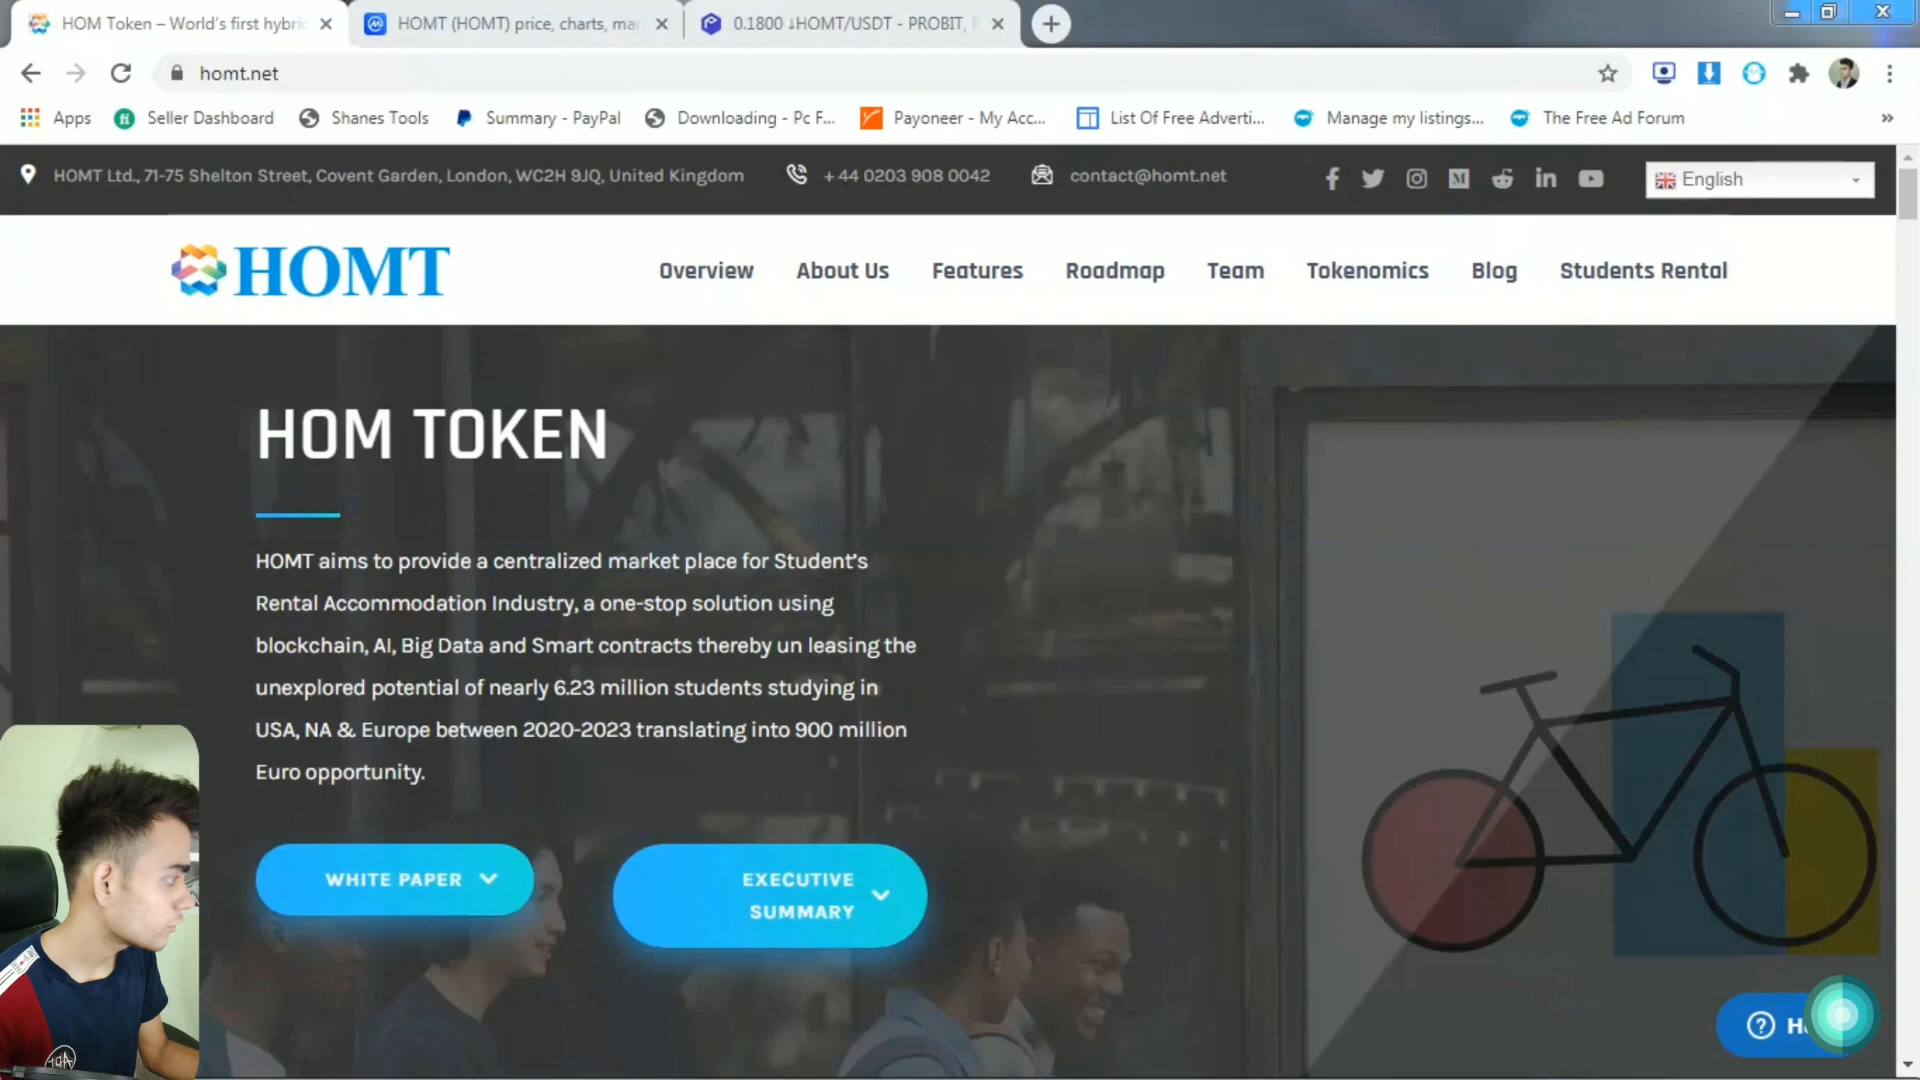 HOM Token – World's first hybri
HOMT (HOMT) price, charts, mar
0.1800 ↓HOMT/USDT - PROBIT,
homt.net
Apps
Seller Dashboard
Shanes Tools
Summary - PayPal
Downloading - Pc F...
Payoneer - My Acc...
List Of Free Adverti...
Manage my listings...
The Free Ad Forum
»
HOMT Ltd., 71-75 Shelton Street, Covent Garden, London, WC2H 9JQ, United Kingdom
+ 44 0203 908 0042
contact@homt.net
English
HOMT
Overview
About Us
Features
Roadmap
Team
Tokenomics
Blog
Students Rental
HOM TOKEN
HOMT aims to provide a centralized market place for Student's
Rental Accommodation Industry, a one-stop solution using
blockchain, AI, Big Data and Smart contracts thereby un leasing the
unexplored potential of nearly 6.23 million students studying in
USA, NA & Europe between 2020-2023 translating into 900 million
Euro opportunity.
WHITE PAPER
EXECUTIVE
SUMMARY